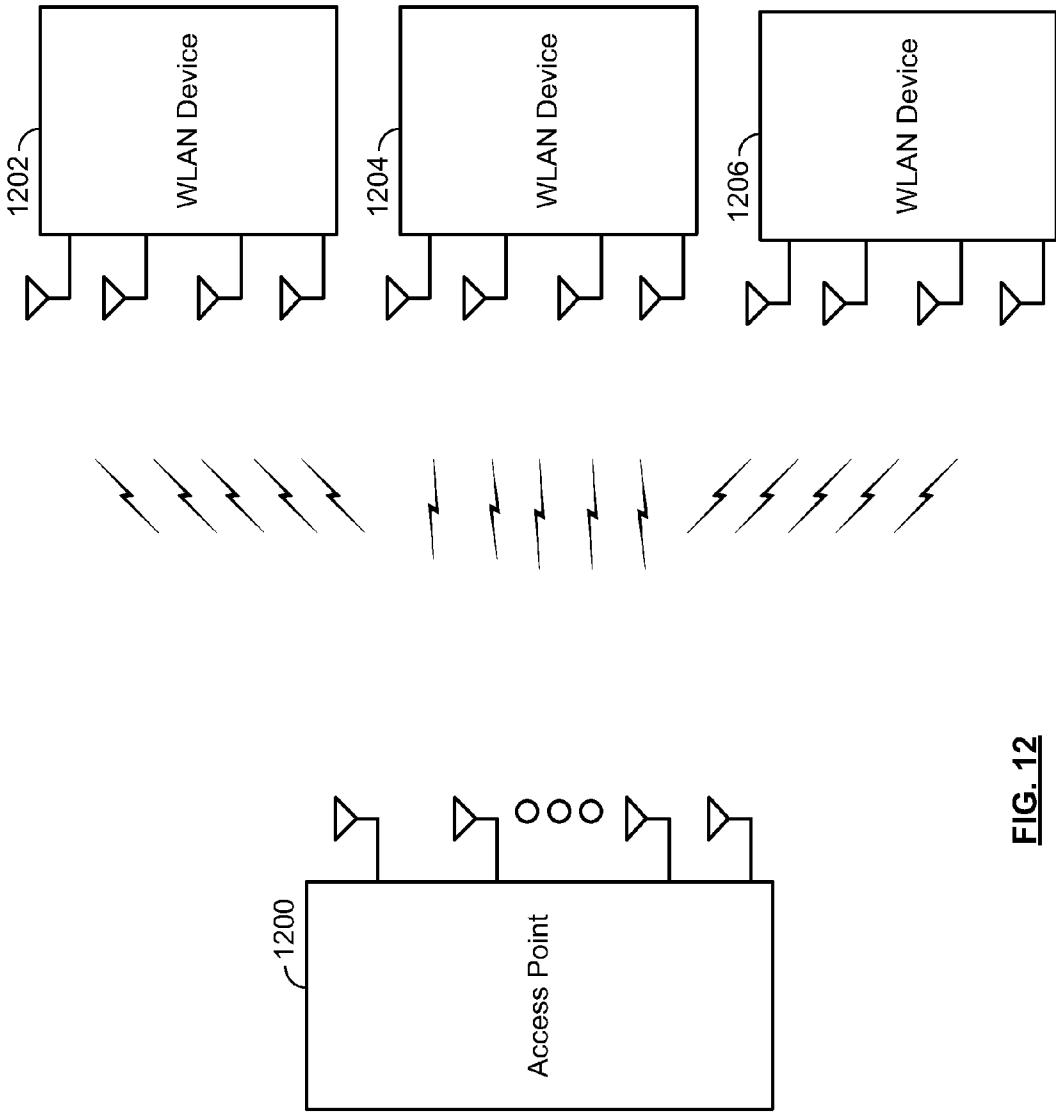 1202
WLAN Device
1204
WLAN Device
1206
WLAN Device
1200
Access Point
FIG. 12